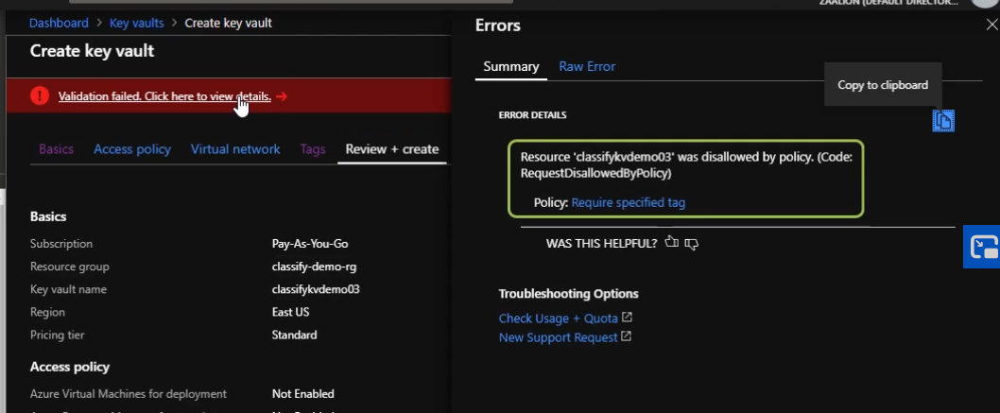 ZAALION (DEFAULT DIRECTOR...
Dashboard > Key vaults > Create key vault
Create key vault
Validation failed. Click here to view details. →
Basics Access policy Virtual network Tags Review + create
Basics
Subscription Pay-As-You-Go
Resource group classify-demo-rg
Key vault name classifykvdemo03
Region East US
Pricing tier Standard
Access policy
Azure Virtual Machines for deployment Not Enabled
Errors
Summary Raw Error
Copy to clipboard
ERROR DETAILS
Resource 'classifykvdemo03' was disallowed by policy. (Code:
RequestDisallowedByPolicy)
Policy: Require specified tag
WAS THIS HELPFUL?
Troubleshooting Options
Check Usage + Quota
New Support Request